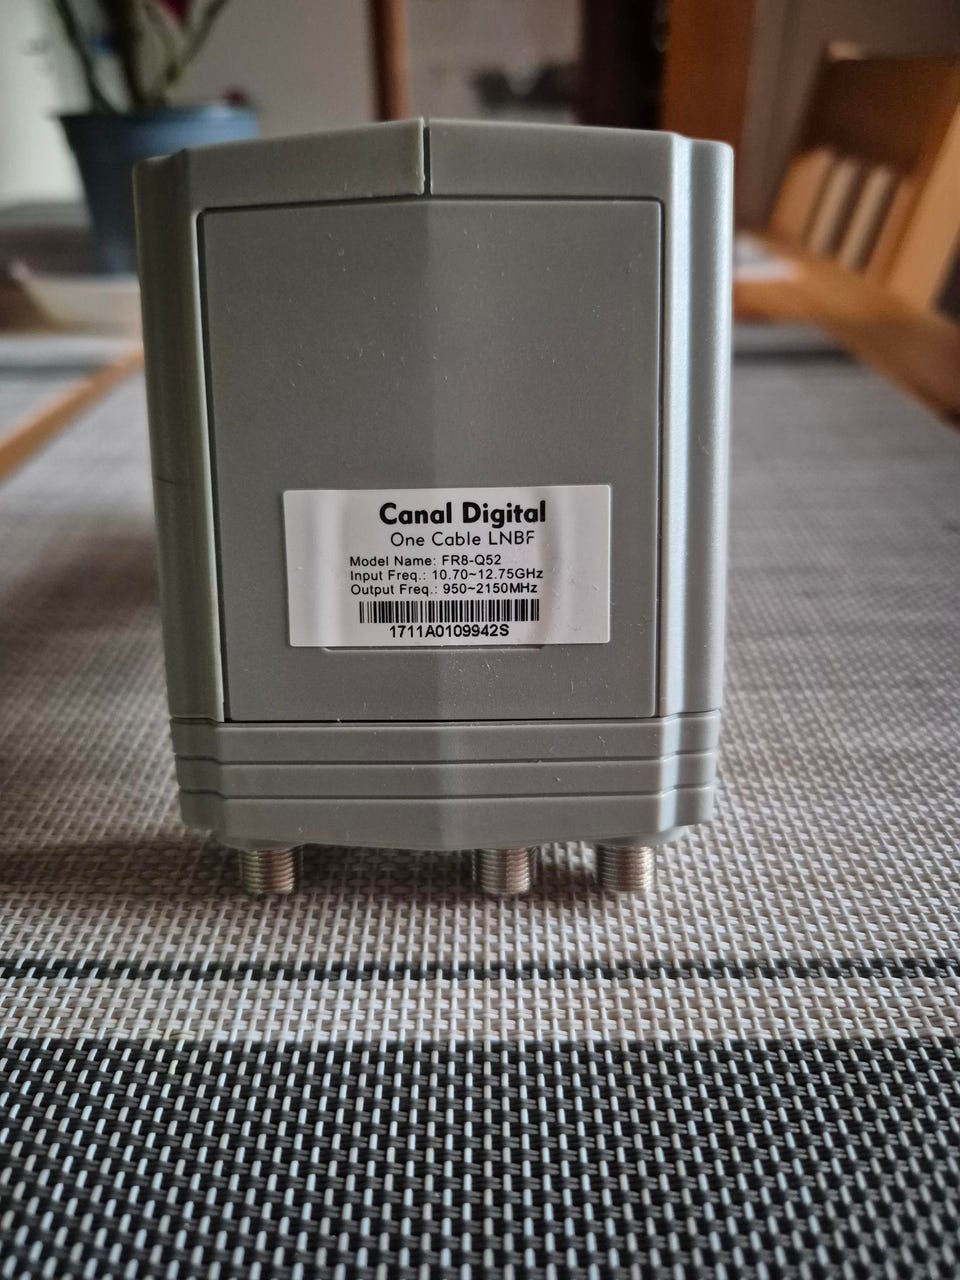 Canal Digital
One Cable LNBF
Model Name: FR8-Q52
Input Freq.: 10.70~12.75GHz
Output Freq.: 950~2150MHz
1711A0109942S